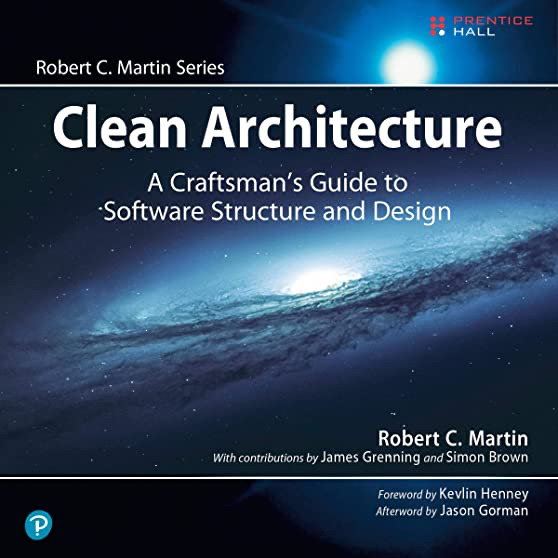 PRENTICE
HALL
Robert C. Martin Series
Clean Architecture
A Craftsman's Guide to
Software Structure and Design
Robert C. Martin
With contributions by James Grenning and Simon Brown
Foreword by Kevlin Henney
Afterword by Jason Gorman
P